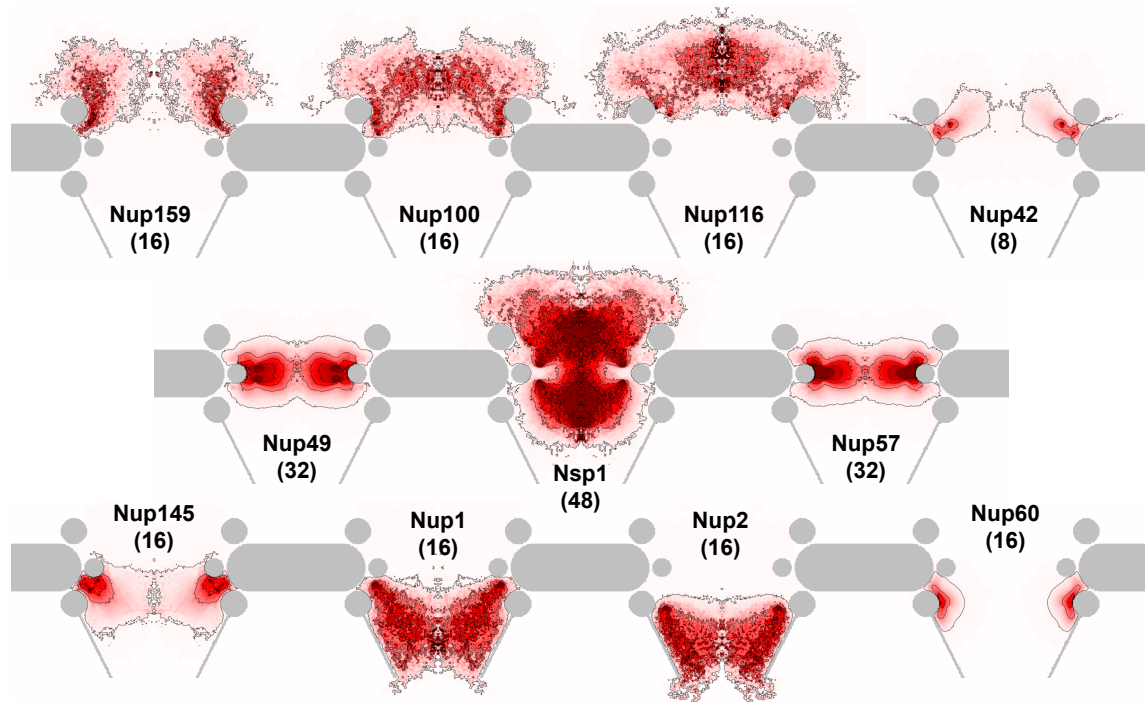 Nup159
(16)
Nup100
(16)
Nup116
(16)
Nup42
(8)
Nup49
(32)
Nsp1
(48)
Nup57
(32)
Nup145
(16)
Nup1
(16)
Nup2
(16)
Nup60
(16)